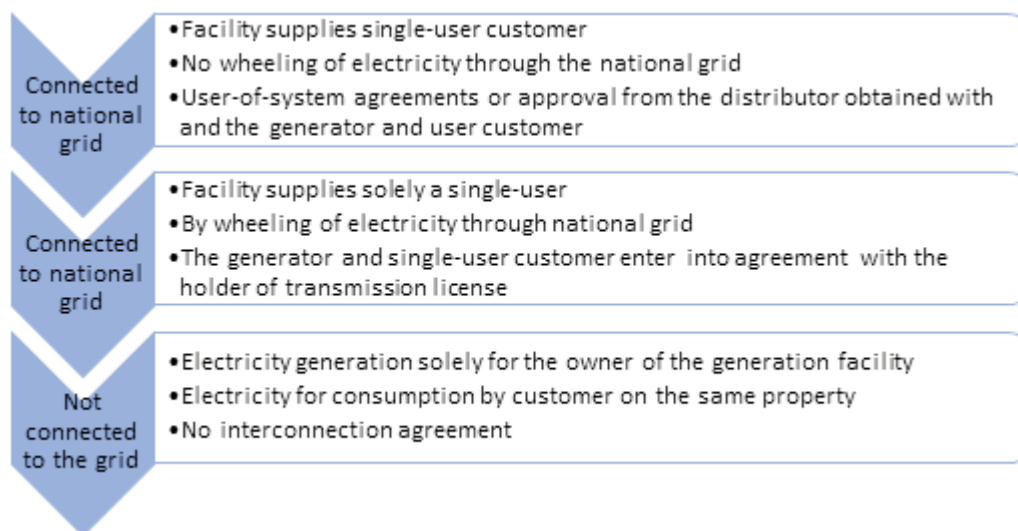 Connected
to national
grid
•Facility supplies single-user customer
•No wheeling of electricity through the national grid
•User-of-system agreements or approval from the distributor obtained with
and the generator and user customer
Connected
to national
grid
•Facility supplies solely a single-user
•By wheeling of electricity through national grid
•The generator and single-user customer enter into agreement with the
holder of transmission license
Not
connected
to the grid
•Electricity generation solely for the owner of the generation facility
•Electricity for consumption by customer on the same property
•No interconnection agreement